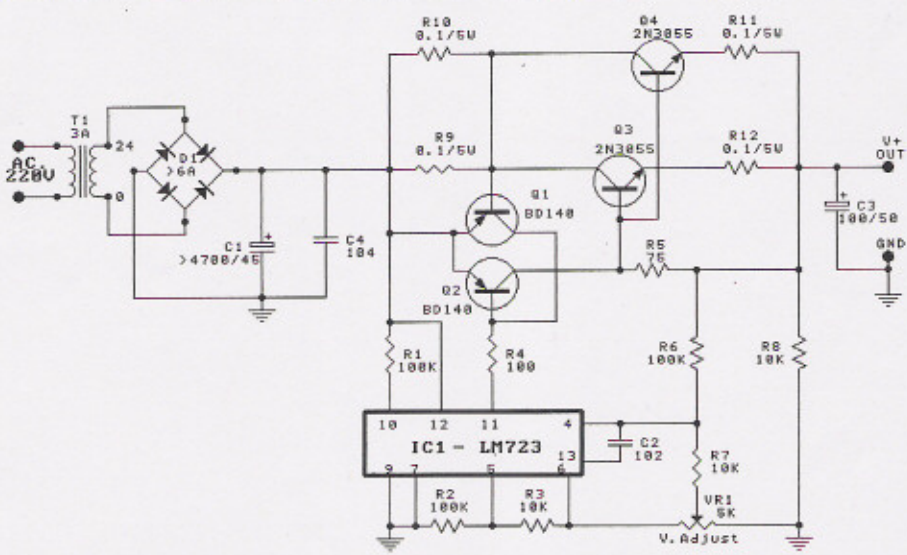 R10
0.1/5W
Q4
2N3055
R11
0.1/5W
T1
3A
24
AC.
220V
0
D1
>6A
R9
0.1/5W
Q3
2N3055
R12
0.1/5W
V+
OUT
Q1
BD140
C1
>4700/45
+
C4
104
R5
75
+
C3
100/50
GND
Q2
BD140
R1
100K
R4
100
R6
100K
R8
10K
10
12
11
4
IC1 - LM723
13
9
7
5
6
C2
102
R7
10K
R2
100K
R3
10K
VR1
5K
V.Adjust